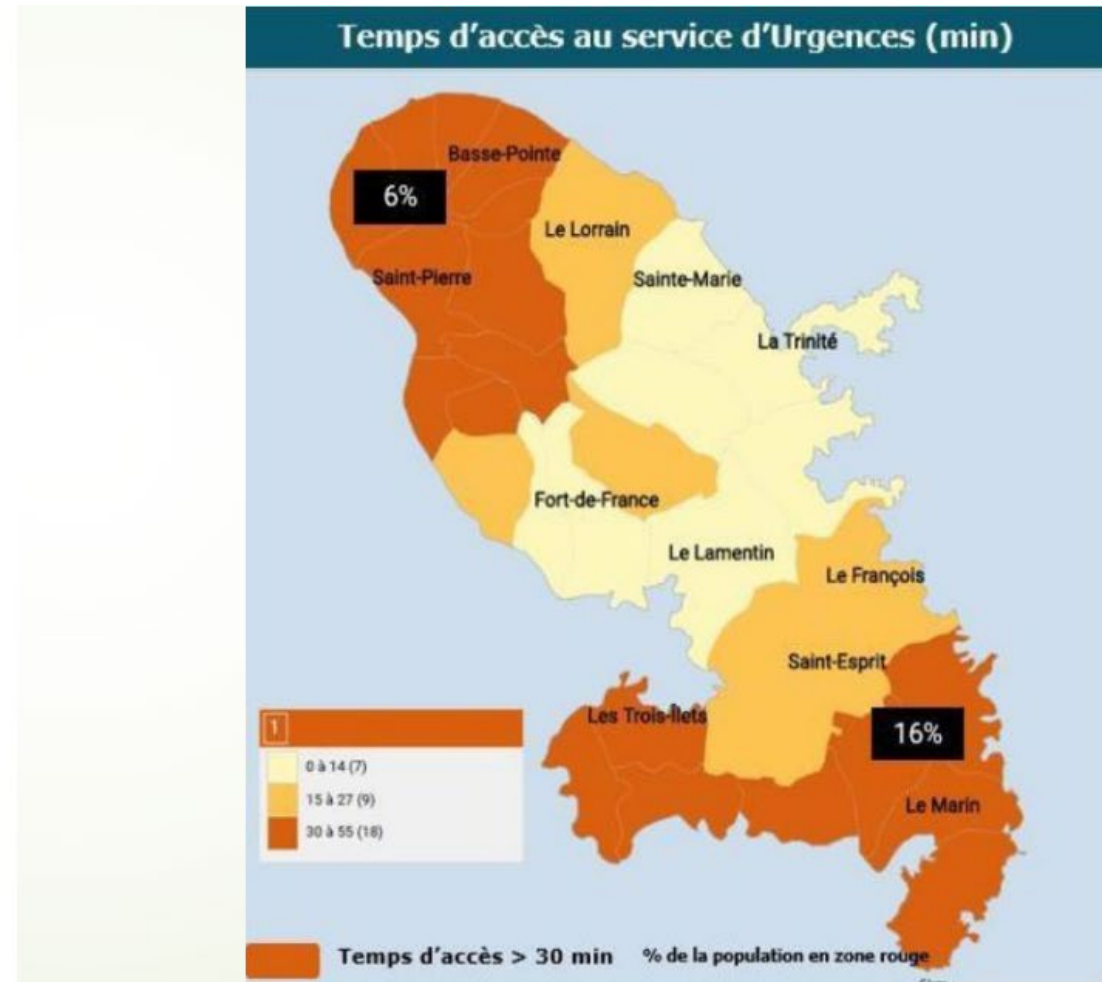 Temps d'accès au service d'Urgences (min)
Basse-Pointe
6%
Le Lorrain
Saint-Pierre
Sainte-Marie
La Trinité
Fort-de-France
Le Lamentin
Le François
Saint-Esprit
Les Trois-Îlets
16%
1
0 à 14 (7)
15 à 27 (9)
30 à 55 (18)
Le Marin
Temps d'accès > 30 min % de la population en zone rouge